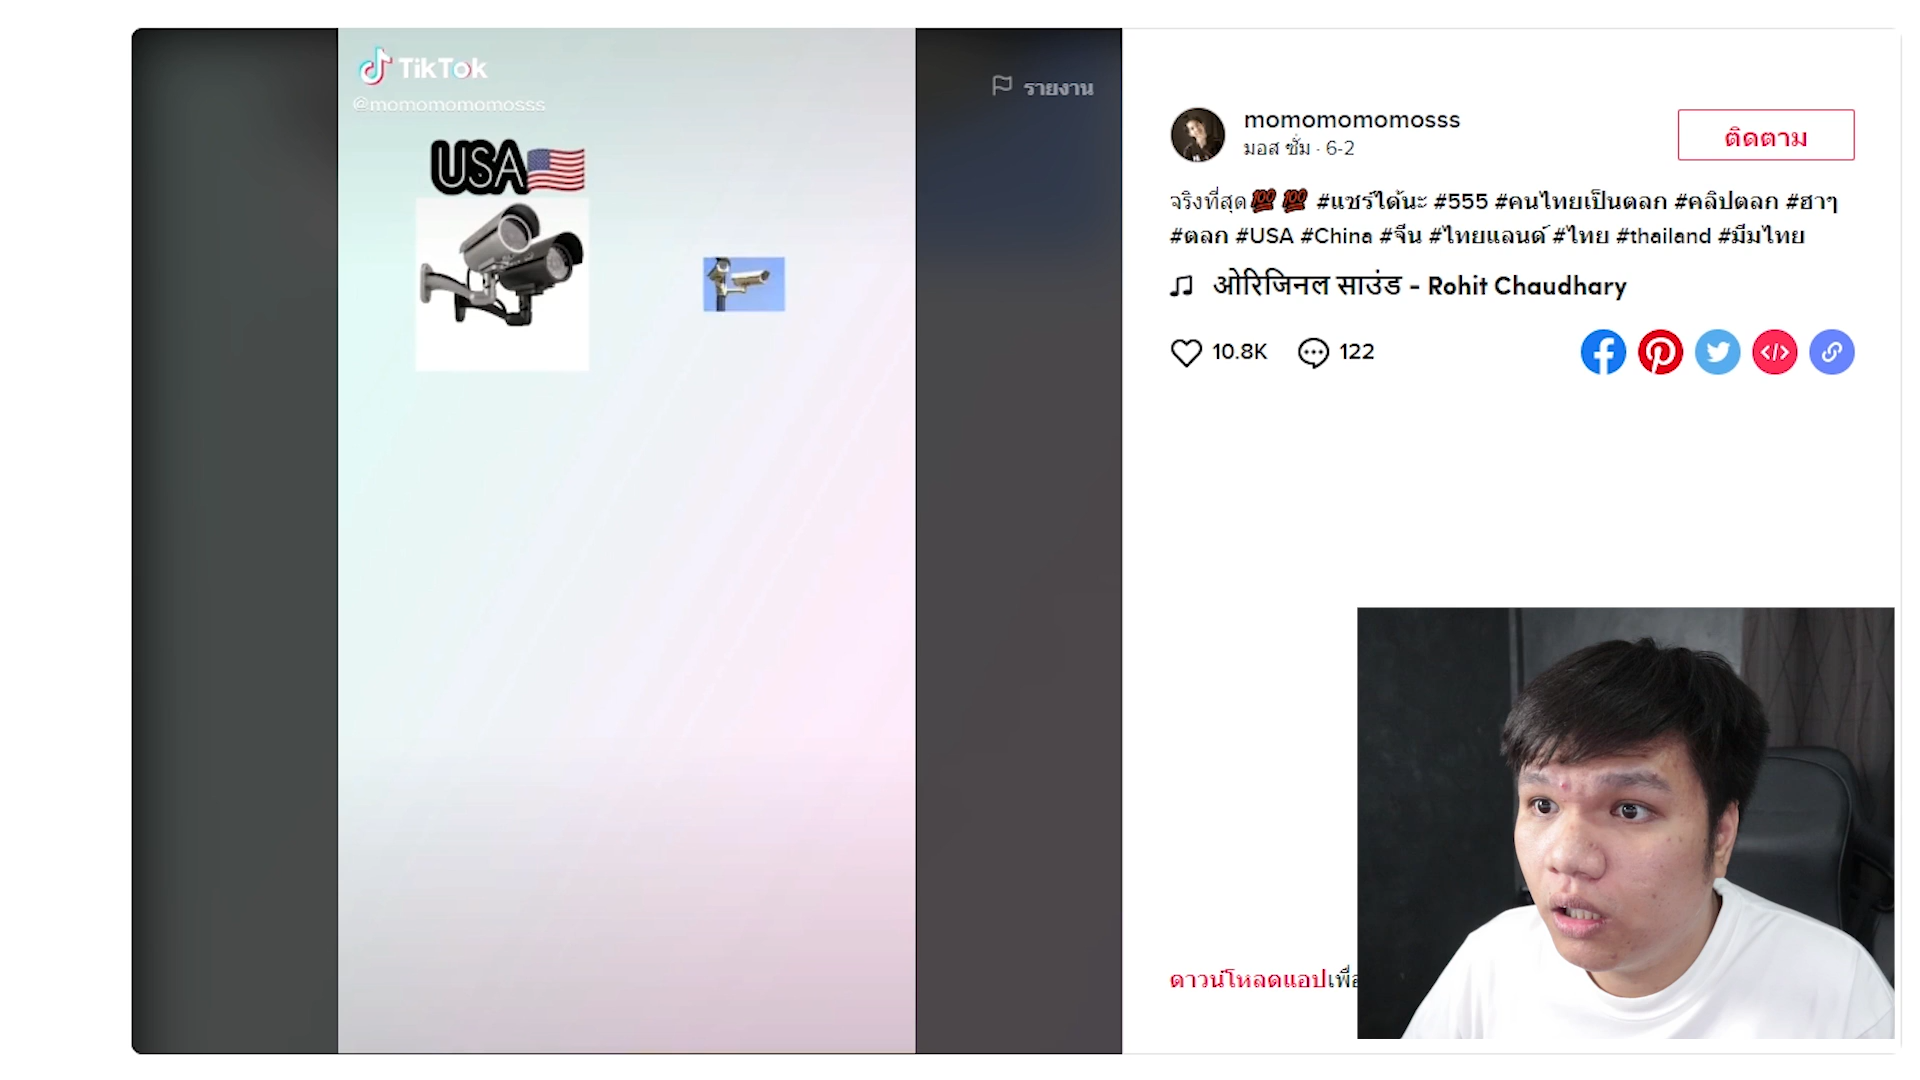 TikTok
@momomomomosss
รายงาน
USA
momomomomosss
มอส ซั่ม · 6-2
ติดตาม
จริงที่สุด💯 💯 #แชร์ได้นะ #555 #คนไทยเป็นตลก #คลิปตลก #ฮาๆ
#ตลก #USA #China #จีน #ไทยแลนด์ #ไทย #thailand #มีมไทย
ओरिजिनल साउंड - Rohit Chaudhary
10.8K
122
ดาวน์โหลดแอปเพื่อ